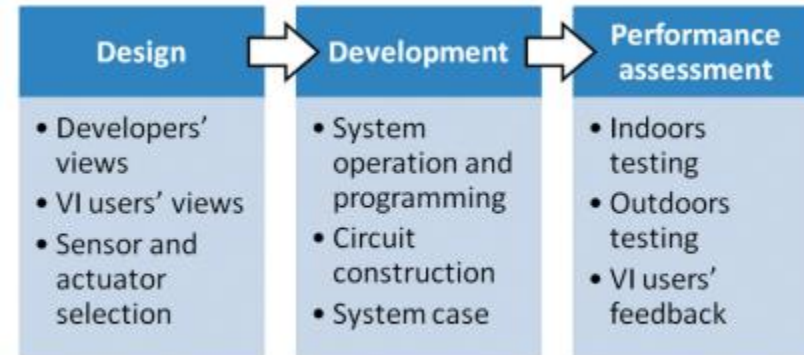 Design
• Developers'
views
• VI users' views
• Sensor and
actuator
selection
Development
• System
operation and
programming
• Circuit
construction
• System case
Performance
assessment
• Indoors
testing
• Outdoors
testing
• VI users'
feedback